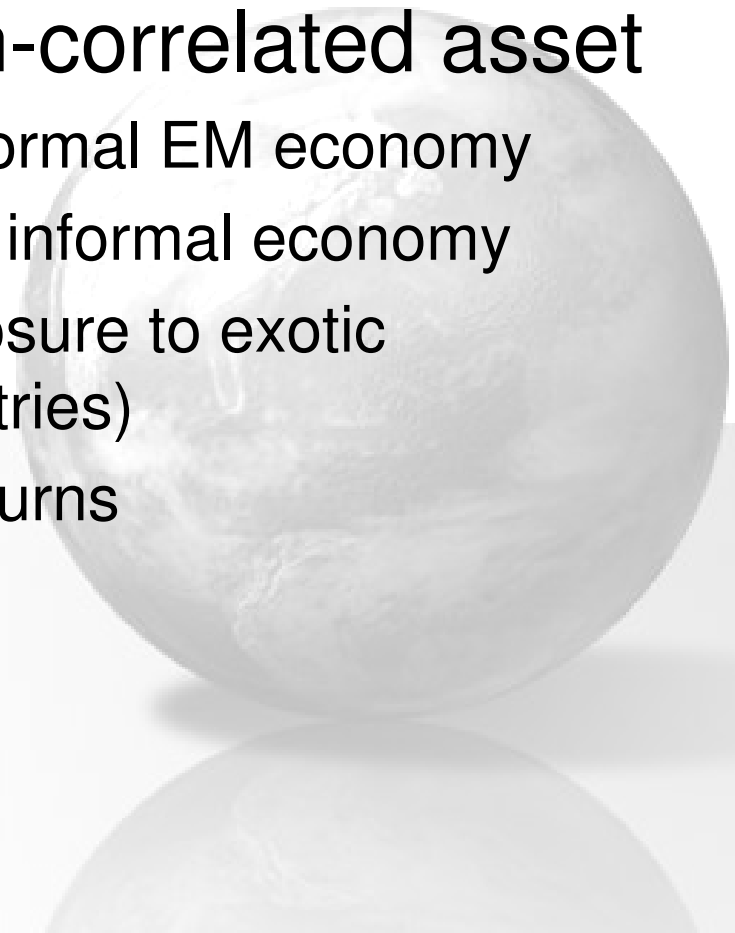 -correlated asset
ormal EM economy
informal economy
osure to exotic
tries)
urns